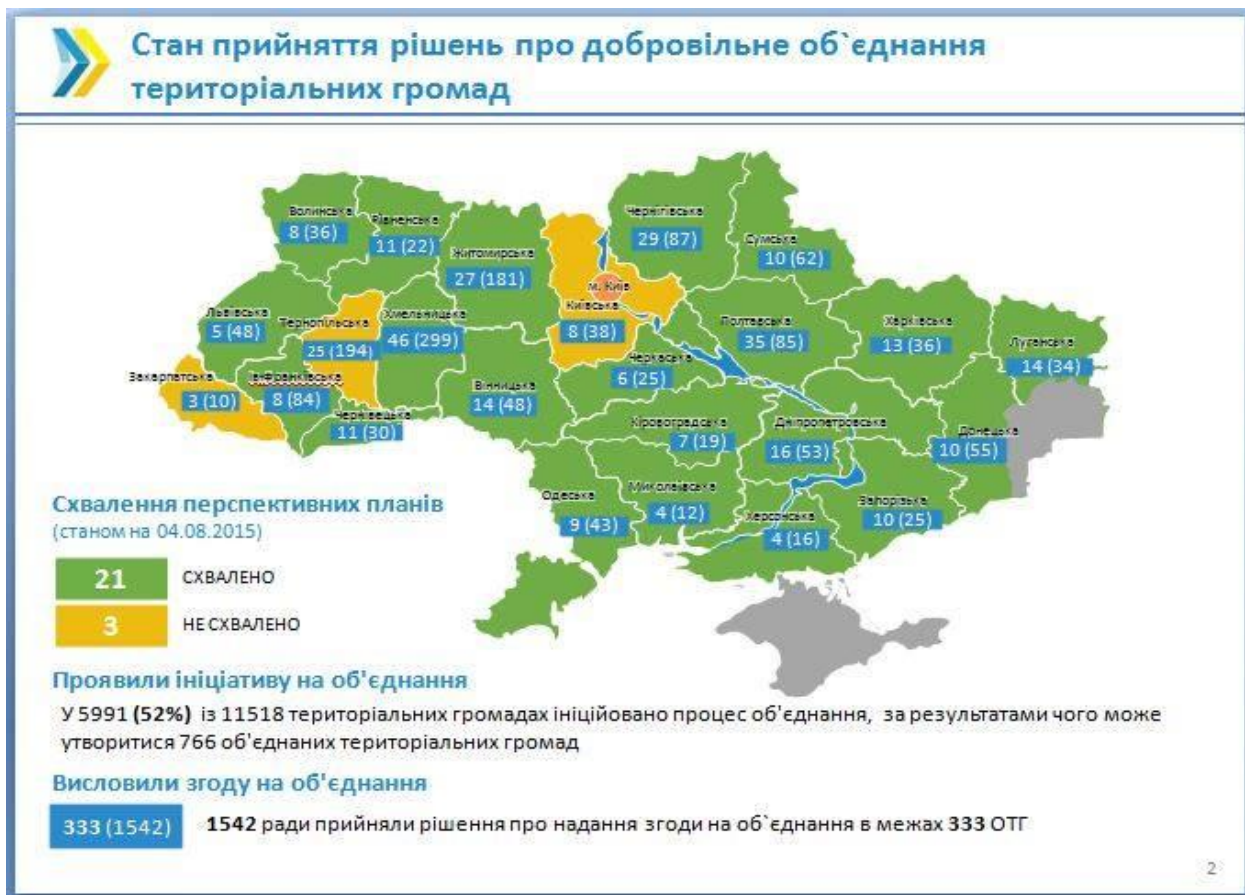 Стан прийняття рішень про добровільне об`єднання
територіальних громад
Волинська
8 (36)
Рівненська
11 (22)
Житомирська
27 (181)
Чернігівська
29 (87)
Сумська
10 (62)
м. Київ
Київська
8 (38)
Львівська
5 (48)
Тернопільська
25 (194)
Хмельницька
46 (299)
Полтавська
35 (85)
Харківська
13 (36)
Луганська
14 (34)
Черкаська
6 (25)
Закарпатська
3 (10)
Ів-Франківська
8 (84)
Чернівецька
11 (30)
Вінницька
14 (48)
Кіровоградська
7 (19)
Дніпропетровська
16 (53)
Донецька
10 (55)
Одеська
9 (43)
Миколаївська
4 (12)
Херсонська
4 (16)
Запорізька
10 (25)
Схвалення перспективних планів
(станом на 04.08.2015)
21 СХВАЛЕНО
3 НЕ СХВАЛЕНО
Проявили ініціативу на об'єднання
У 5991 (52%) із 11518 територіальних громадах ініційовано процес об'єднання, за результатами чого може
утворитися 766 об'єднаних територіальних громад
Висловили згоду на об'єднання
333 (1542) 1542 ради прийняли рішення про надання згоди на об`єднання в межах 333 ОТГ
2